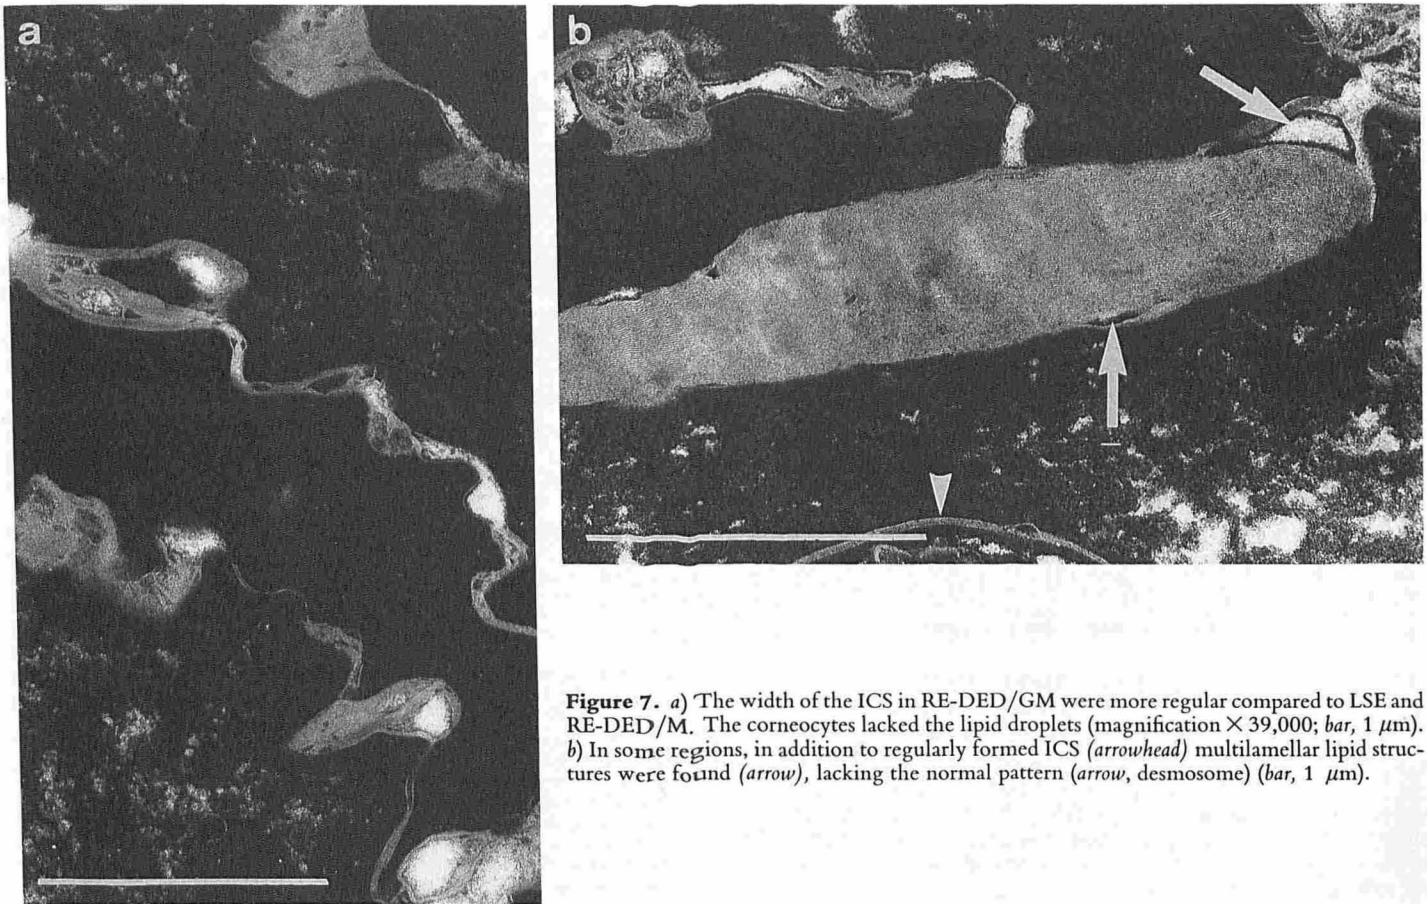 a
b
Figure 7. a) The width of the ICS in RE-DED/GM were more regular compared to LSE and
RE-DED/M. The corneocytes lacked the lipid droplets (magnification × 39,000; bar, 1 μm).
b) In some regions, in addition to regularly formed ICS (arrowhead) multilamellar lipid struc-
tures were found (arrow), lacking the normal pattern (arrow, desmosome) (bar, 1 μm).